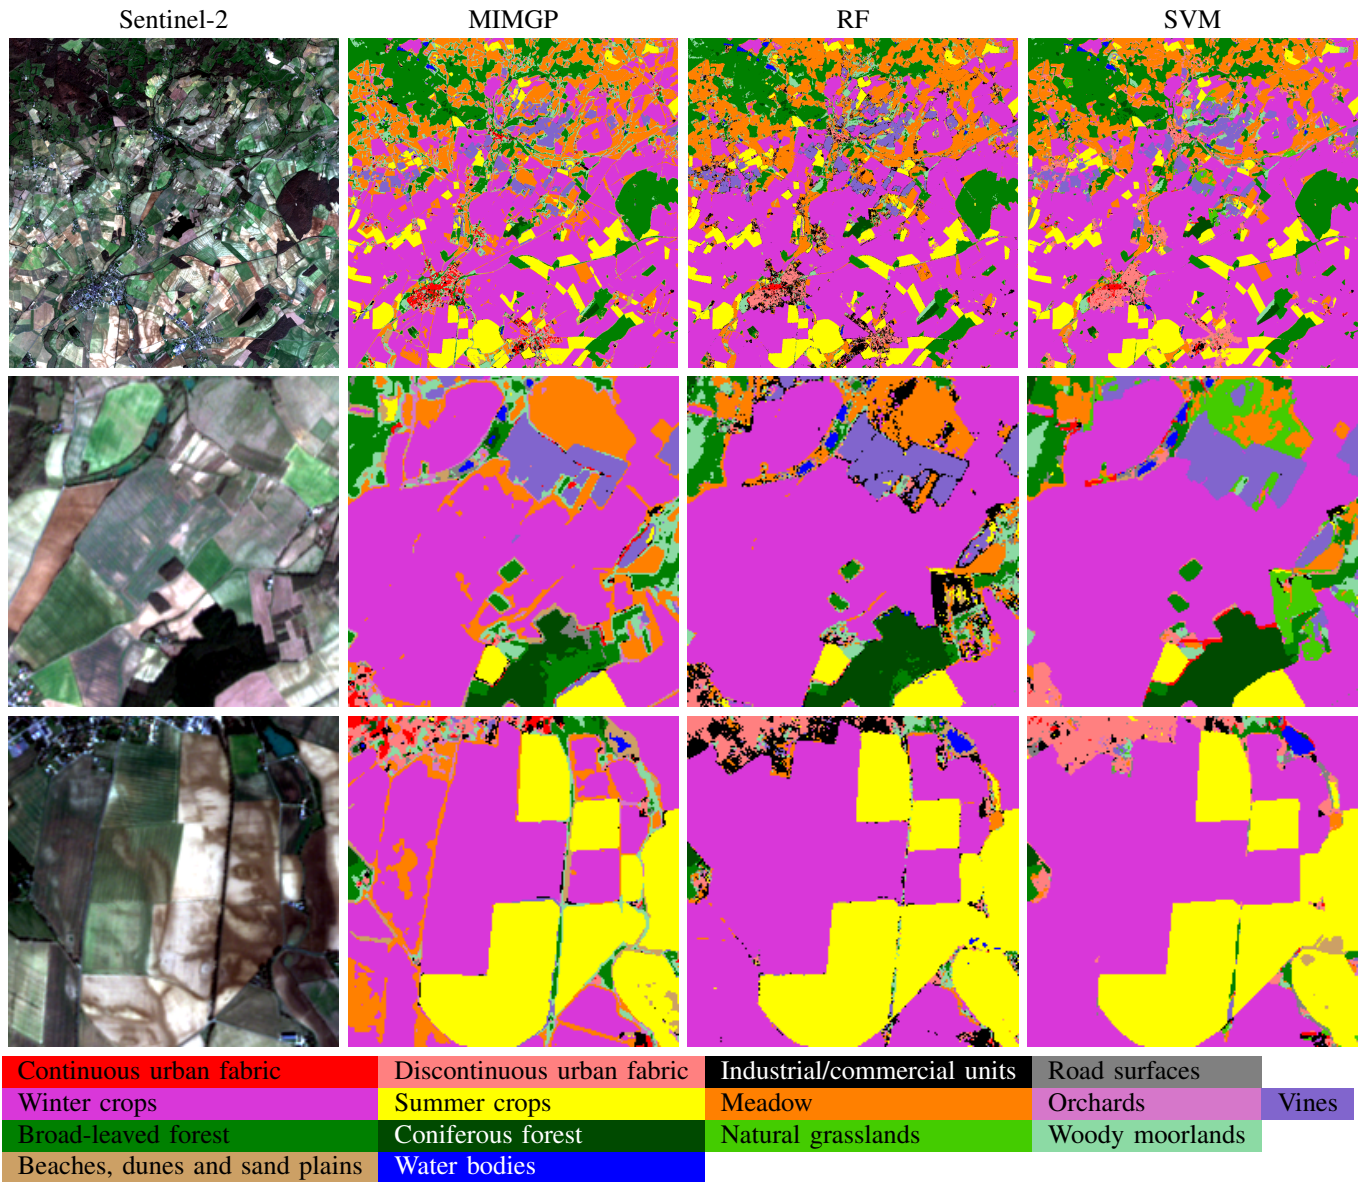 Sentinel-2 MIMGP RF SVM
Continuous urban fabric Discontinuous urban fabric Industrial/commercial units Road surfaces
Winter crops Summer crops Meadow Orchards Vines
Broad-leaved forest Coniferous forest Natural grasslands Woody moorlands
Beaches, dunes and sand plains Water bodies